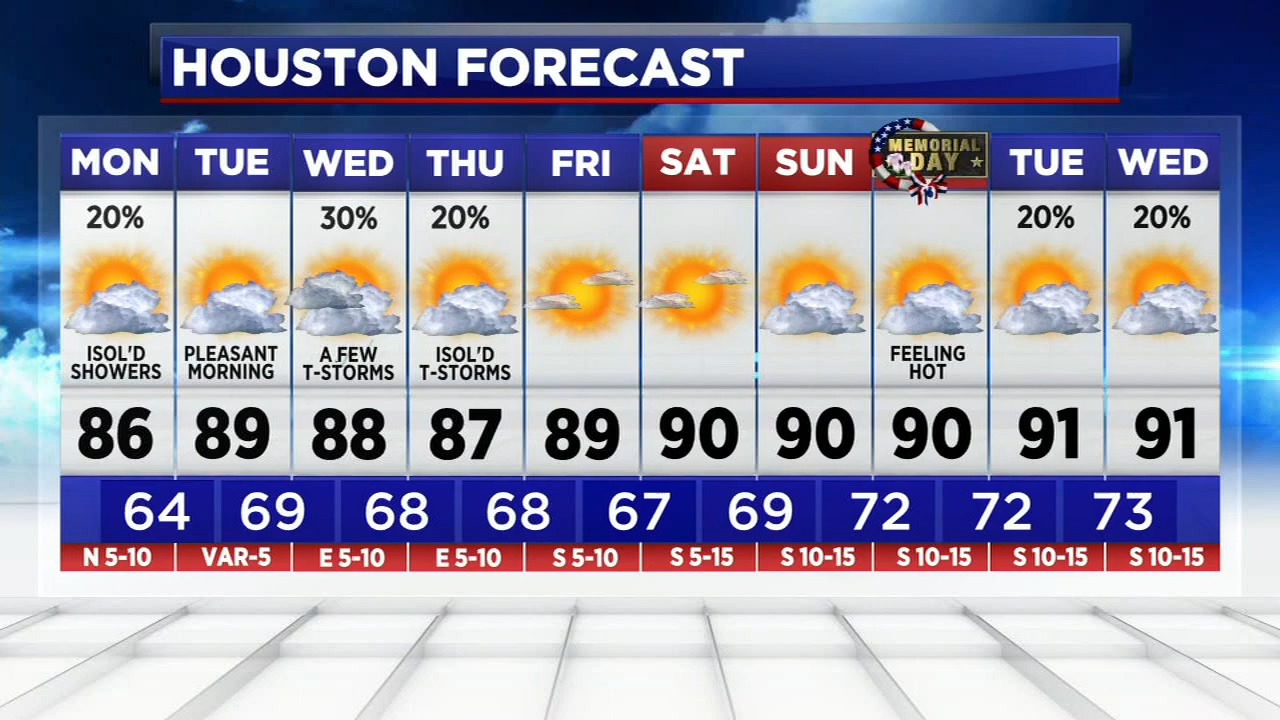 HOUSTON FORECAST
MON TUE WED THU FRI SAT SUN MEMORIAL DAY TUE WED
20% 30% 20% 20% 20%
ISOL'D PLEASANT A FEW ISOL'D FEELING
SHOWERS MORNING T-STORMS T-STORMS HOT
86 89 88 87 89 90 90 90 91 91
64 69 68 68 67 69 72 72 73
N 5-10 VAR-5 E 5-10 E 5-10 S 5-10 S 5-15 S 10-15 S 10-15 S 10-15 S 10-15